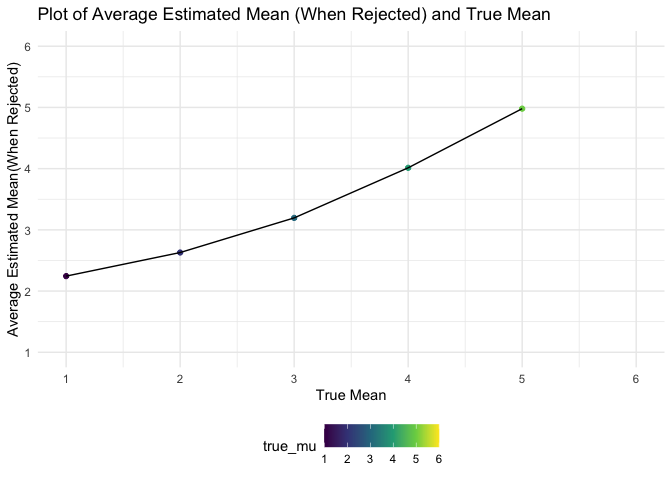 Plot of Average Estimated Mean (When Rejected) and True Mean
Average Estimated Mean(When Rejected)
6
5
4
3
2
1
1 2 3 4 5 6
True Mean
true_mu
1 2 3 4 5 6